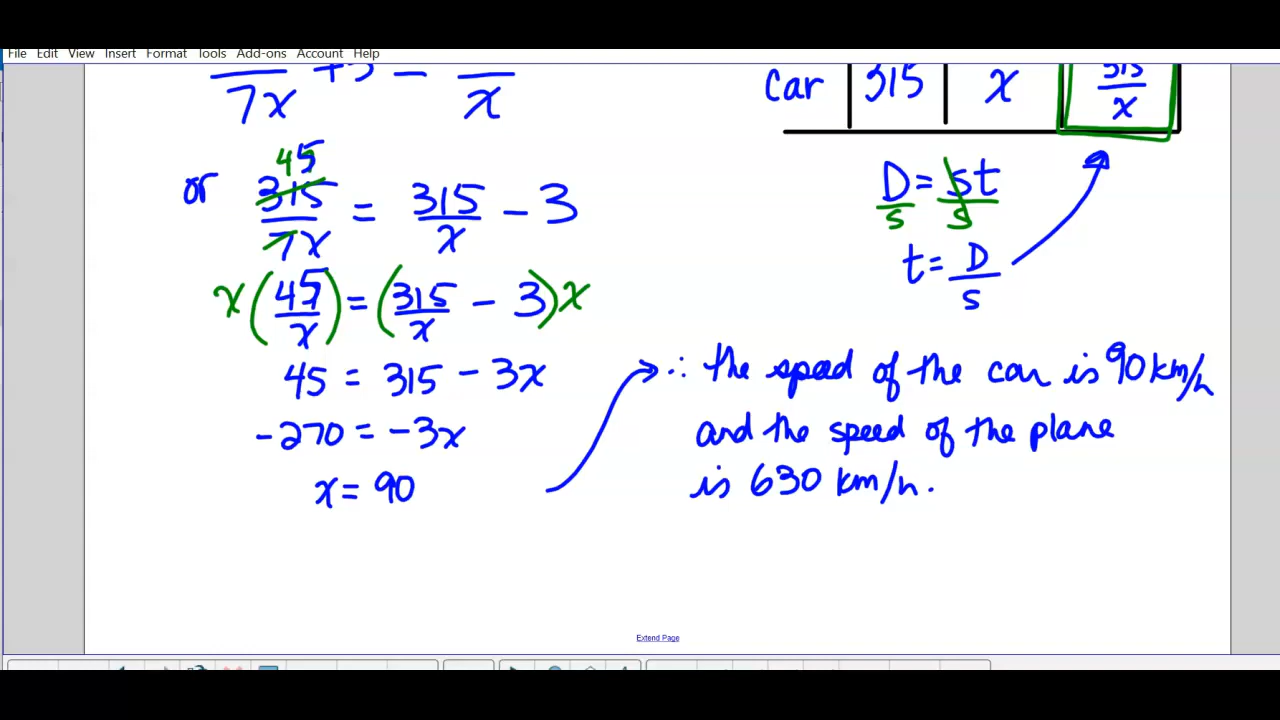 File Edit View Insert Format Tools Add-ons Account Help
7x + 3 = x
car 315 x 315/x
or 315/7x = 315/x - 3
45
D/s = st/s
t = D/s
x(45/x) = (315/x - 3)x
45 = 315 - 3x
-270 = -3x
x = 90
∴ the speed of the car is 90 km/h
and the speed of the plane
is 630 km/h.
Extend Page